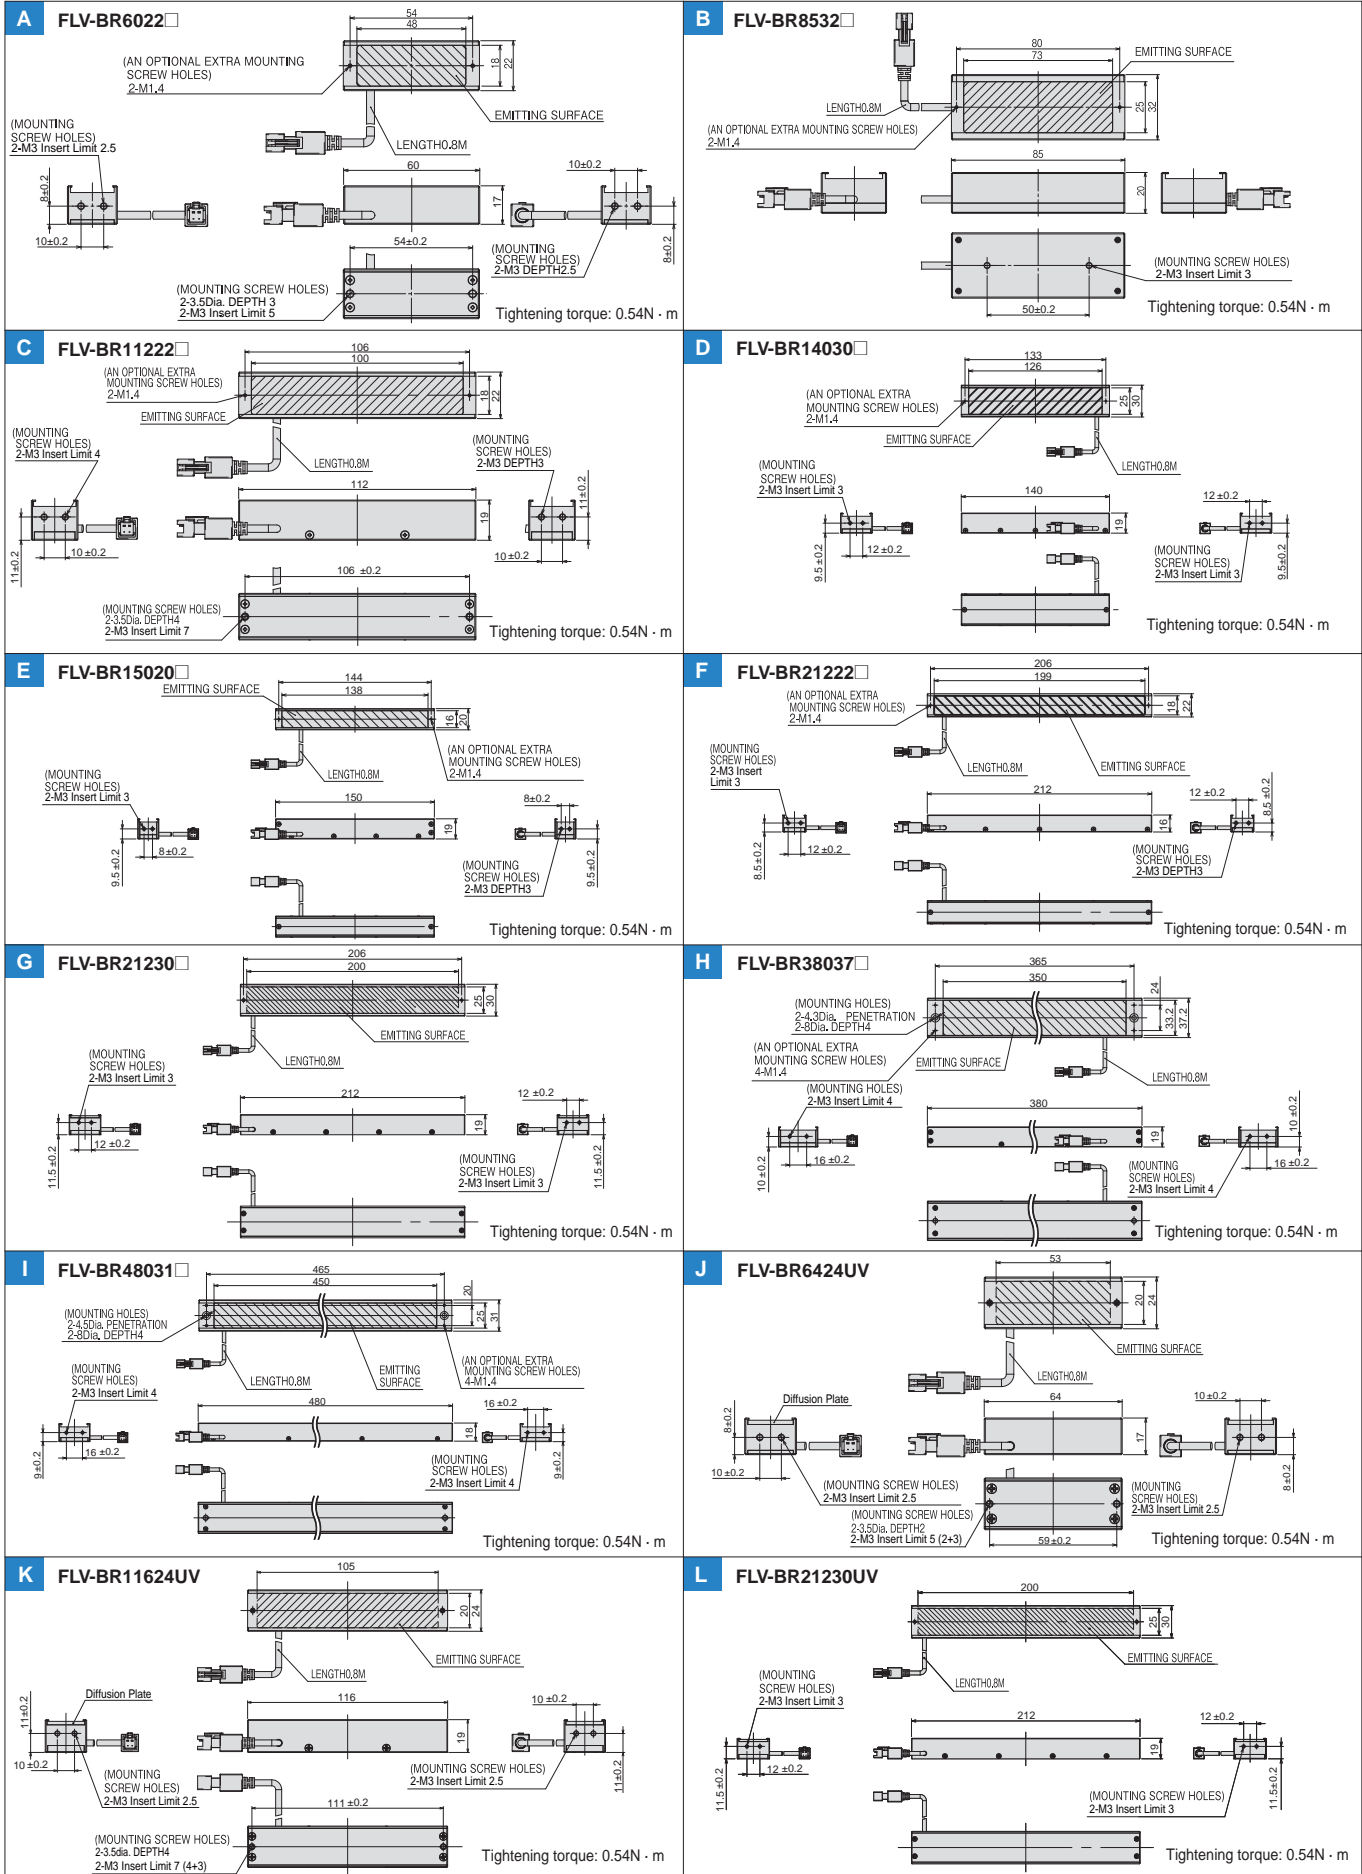 A FLV-BR6022□
54
48
18
22
(AN OPTIONAL EXTRA MOUNTING
SCREW HOLES)
2-M1.4
EMITTING SURFACE
LENGTH0.8M
(MOUNTING
SCREW HOLES)
2-M3 Insert Limit 2.5
8±0.2
10±0.2
60
17
10±0.2
8±0.2
(MOUNTING
SCREW HOLES)
2-M3 DEPTH2.5
54±0.2
(MOUNTING SCREW HOLES)
2-3.5Dia. DEPTH 3
2-M3 Insert Limit 5
Tightening torque: 0.54N · m
B FLV-BR8532□
80
73
EMITTING SURFACE
25
32
LENGTH0.8M
(AN OPTIONAL EXTRA MOUNTING SCREW HOLES)
2-M1.4
85
20
(MOUNTING SCREW HOLES)
2-M3 Insert Limit 3
50±0.2
Tightening torque: 0.54N · m
C FLV-BR11222□
106
100
(AN OPTIONAL EXTRA
MOUNTING SCREW HOLES)
2-M1.4
18
22
EMITTING SURFACE
(MOUNTING
SCREW HOLES)
2-M3 Insert Limit 4
LENGTH0.8M
(MOUNTING
SCREW HOLES)
2-M3 DEPTH3
112
19
11±0.2
10 ±0.2
11±0.2
10 ±0.2
106 ±0.2
(MOUNTING SCREW HOLES)
2-3.5Dia. DEPTH4
2-M3 Insert Limit 7
Tightening torque: 0.54N · m
D FLV-BR14030□
133
126
(AN OPTIONAL EXTRA
MOUNTING SCREW HOLES)
2-M1.4
25
30
EMITTING SURFACE
LENGTH0.8M
(MOUNTING
SCREW HOLES)
2-M3 Insert Limit 3
140
19
12 ±0.2
9.5±0.2
12 ±0.2
9.5±0.2
(MOUNTING
SCREW HOLES)
2-M3 Insert Limit 3
Tightening torque: 0.54N · m
E FLV-BR15020□
EMITTING SURFACE
144
138
16
20
(AN OPTIONAL EXTRA
MOUNTING SCREW HOLES)
2-M1.4
LENGTH0.8M
(MOUNTING
SCREW HOLES)
2-M3 Insert Limit 3
150
19
8±0.2
8±0.2
9.5±0.2
9.5±0.2
(MOUNTING
SCREW HOLES)
2-M3 DEPTH3
Tightening torque: 0.54N · m
F FLV-BR21222□
206
199
(AN OPTIONAL EXTRA
MOUNTING SCREW HOLES)
2-M1.4
18
22
(MOUNTING
SCREW HOLES)
2-M3 Insert
Limit 3
LENGTH0.8M
EMITTING SURFACE
212
16
12 ±0.2
8.5 ±0.2
8.5±0.2
12±0.2
(MOUNTING
SCREW HOLES)
2-M3 DEPTH3
Tightening torque: 0.54N · m
G FLV-BR21230□
206
200
25
30
EMITTING SURFACE
LENGTH0.8M
(MOUNTING
SCREW HOLES)
2-M3 Insert Limit 3
212
19
12 ±0.2
12 ±0.2
11.5±0.2
11.5±0.2
(MOUNTING
SCREW HOLES)
2-M3 Insert Limit 3
Tightening torque: 0.54N · m
H FLV-BR38037□
365
350
24
33.2
37.2
(MOUNTING HOLES)
2-4.3Dia. PENETRATION
2-8Dia. DEPTH4
(AN OPTIONAL EXTRA
MOUNTING SCREW HOLES)
4-M1.4
EMITTING SURFACE
LENGTH0.8M
(MOUNTING HOLES)
2-M3 Insert Limit 4
380
19
10±0.2
16 ±0.2
10 ±0.2
16 ±0.2
(MOUNTING
SCREW HOLES)
2-M3 Insert Limit 4
Tightening torque: 0.54N · m
I FLV-BR48031□
465
450
20
25
31
(MOUNTING HOLES)
2-4.5Dia. PENETRATION
2-8Dia. DEPTH4
LENGTH0.8M
EMITTING
SURFACE
(AN OPTIONAL EXTRA
MOUNTING SCREW HOLES)
4-M1.4
(MOUNTING
SCREW HOLES)
2-M3 Insert Limit 4
480
18
16 ±0.2
16 ±0.2
9±0.2
9±0.2
(MOUNTING
SCREW HOLES)
2-M3 Insert Limit 4
Tightening torque: 0.54N · m
J FLV-BR6424UV
53
20
24
EMITTING SURFACE
LENGTH0.8M
Diffusion Plate
64
17
8±0.2
10±0.2
10 ±0.2
8±0.2
(MOUNTING SCREW HOLES)
2-M3 Insert Limit 2.5
(MOUNTING SCREW HOLES)
2-3.5Dia. DEPTH2
2-M3 Insert Limit 5 (2+3)
59±0.2
(MOUNTING
SCREW HOLES)
2-M3 Insert Limit 2.5
Tightening torque: 0.54N · m
K FLV-BR11624UV
105
20
24
EMITTING SURFACE
LENGTH0.8M
Diffusion Plate
116
19
11±0.2
10 ±0.2
10 ±0.2
11±0.2
(MOUNTING
SCREW HOLES)
2-M3 Insert Limit 2.5
(MOUNTING SCREW HOLES)
2-M3 Insert Limit 2.5
111 ±0.2
(MOUNTING SCREW HOLES)
2-3.5dia. DEPTH4
2-M3 Insert Limit 7 (4+3)
Tightening torque: 0.54N · m
L FLV-BR21230UV
200
25
30
EMITTING SURFACE
LENGTH0.8M
(MOUNTING
SCREW HOLES)
2-M3 Insert Limit 3
212
19
12 ±0.2
12 ±0.2
11.5±0.2
11.5±0.2
(MOUNTING SCREW HOLES)
2-M3 Insert Limit 3
Tightening torque: 0.54N · m